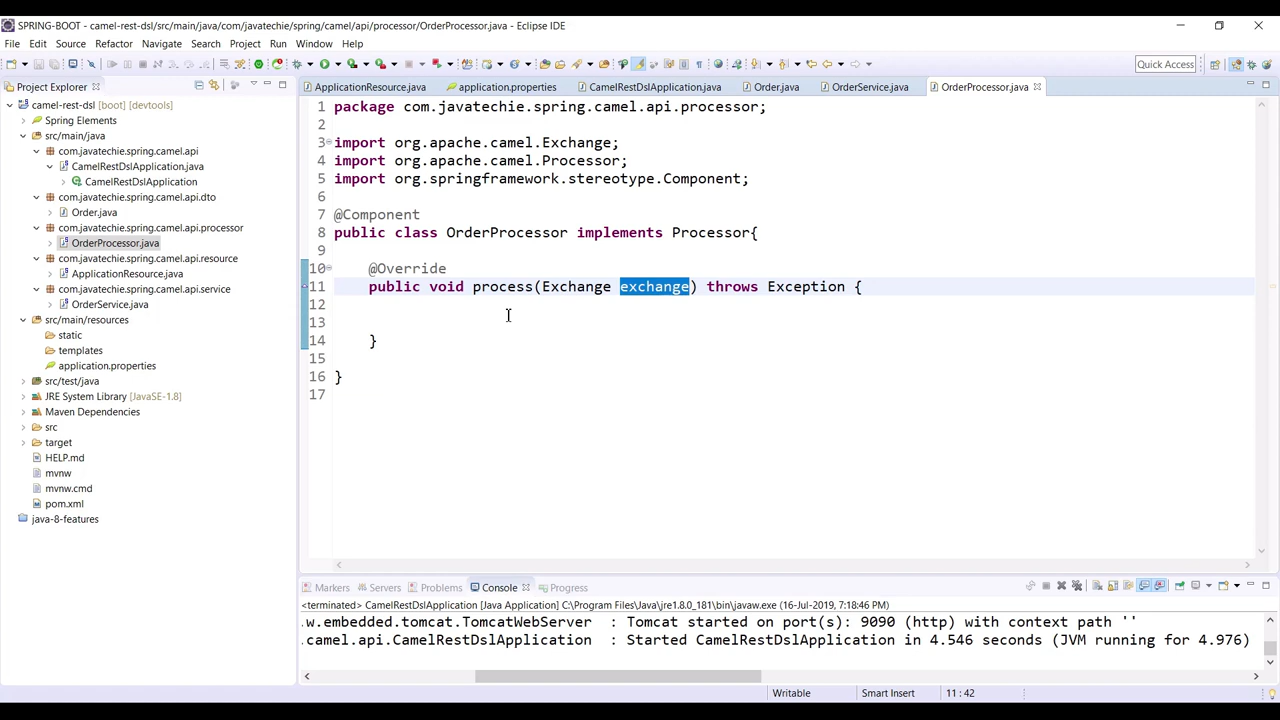 SPRING-BOOT - camel-rest-dsl/src/main/java/com/javatechie/spring/camel/api/processor/OrderProcessor.java - Eclipse IDE
File Edit Source Refactor Navigate Search Project Run Window Help
Quick Access
Project Explorer
camel-rest-dsl [boot] [devtools]
Spring Elements
src/main/java
com.javatechie.spring.camel.api
CamelRestDslApplication.java
CamelRestDslApplication
com.javatechie.spring.camel.api.dto
Order.java
com.javatechie.spring.camel.api.processor
OrderProcessor.java
com.javatechie.spring.camel.api.resource
ApplicationResource.java
com.javatechie.spring.camel.api.service
OrderService.java
src/main/resources
static
templates
application.properties
src/test/java
JRE System Library [JavaSE-1.8]
Maven Dependencies
src
target
HELP.md
mvnw
mvnw.cmd
pom.xml
java-8-features
ApplicationResource.java application.properties CamelRestDslApplication.java Order.java OrderService.java OrderProcessor.java
1 package com.javatechie.spring.camel.api.processor;
2
3 import org.apache.camel.Exchange;
4 import org.apache.camel.Processor;
5 import org.springframework.stereotype.Component;
6
7 @Component
8 public class OrderProcessor implements Processor{
9
10 @Override
11 public void process(Exchange exchange) throws Exception {
12
13
14 }
15
16 }
17
Markers Servers Problems Console Progress
<terminated> CamelRestDslApplication [Java Application] C:\Program Files\Java\jre1.8.0_181\bin\javaw.exe (16-Jul-2019, 7:18:46 PM)
.w.embedded.tomcat.TomcatWebServer : Tomcat started on port(s): 9090 (http) with context path ''
.camel.api.CamelRestDslApplication : Started CamelRestDslApplication in 4.546 seconds (JVM running for 4.976)
Writable Smart Insert 11 : 42